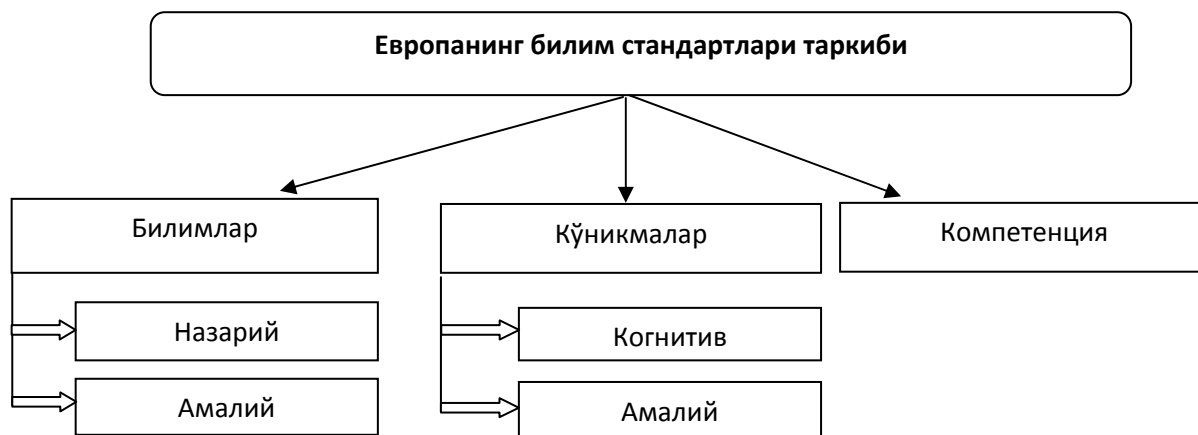 Европанинг билим стандартлари таркиби
Билимлар
Кўникмалар
Компетенция
Назарий
Когнитив
Амалий
Амалий